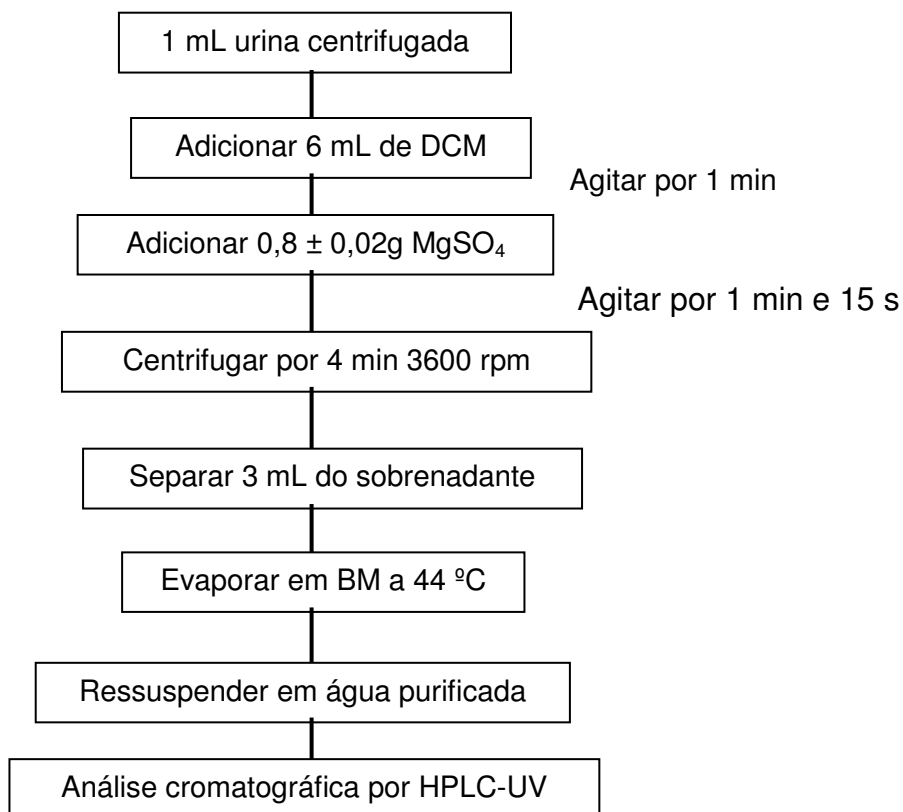 1 mL urina centrifugada
Adicionar 6 mL de DCM
Agitar por 1 min
Adicionar 0,8 ± 0,02g MgSO₄
Agitar por 1 min e 15 s
Centrifugar por 4 min 3600 rpm
Separar 3 mL do sobrenadante
Evaporar em BM a 44 ºC
Ressuspender em água purificada
Análise cromatográfica por HPLC-UV